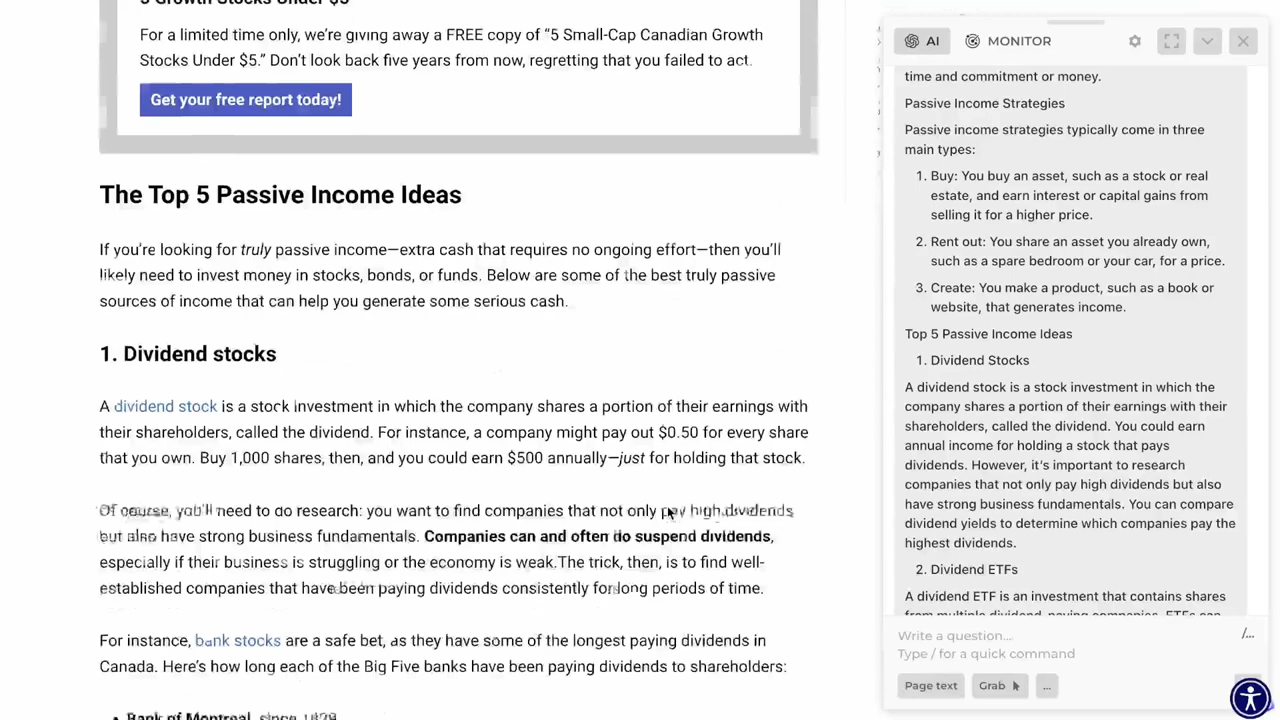 5 Growth Stocks Under $5
For a limited time only, we're giving away a FREE copy of “5 Small-Cap Canadian Growth
Stocks Under $5.” Don't look back five years from now, regretting that you failed to act.
Get your free report today!
The Top 5 Passive Income Ideas
If you're looking for truly passive income—extra cash that requires no ongoing effort—then you'll
likely need to invest money in stocks, bonds, or funds. Below are some of the best truly passive
sources of income that can help you generate some serious cash.
1. Dividend stocks
A dividend stock is a stock investment in which the company shares a portion of their earnings with
their shareholders, called the dividend. For instance, a company might pay out $0.50 for every share
that you own. Buy 1,000 shares, then, and you could earn $500 annually—just for holding that stock.
Of course, you'll need to do research: you want to find companies that not only pay high dividends
but also have strong business fundamentals. Companies can and often do suspend dividends,
especially if their business is struggling or the economy is weak.The trick, then, is to find well-
established companies that have been paying dividends consistently for long periods of time.
For instance, bank stocks are a safe bet, as they have some of the longest paying dividends in
Canada. Here's how long each of the Big Five banks have been paying dividends to shareholders:
• Bank of Montreal, since
AI
MONITOR
time and commitment or money.
Passive Income Strategies
Passive income strategies typically come in three
main types:
1. Buy: You buy an asset, such as a stock or real
estate, and earn interest or capital gains from
selling it for a higher price.
2. Rent out: You share an asset you already own,
such as a spare bedroom or your car, for a price.
3. Create: You make a product, such as a book or
website, that generates income.
Top 5 Passive Income Ideas
1. Dividend Stocks
A dividend stock is a stock investment in which the
company shares a portion of their earnings with their
shareholders, called the dividend. You could earn
annual income for holding a stock that pays
dividends. However, it's important to research
companies that not only pay high dividends but also
have strong business fundamentals. You can compare
dividend yields to determine which companies pay the
highest dividends.
2. Dividend ETFs
A dividend ETF is an investment that contains shares
from multiple dividend-paying companies. ETFs can
Write a question...
/...
Type / for a quick command
Page text
Grab
...